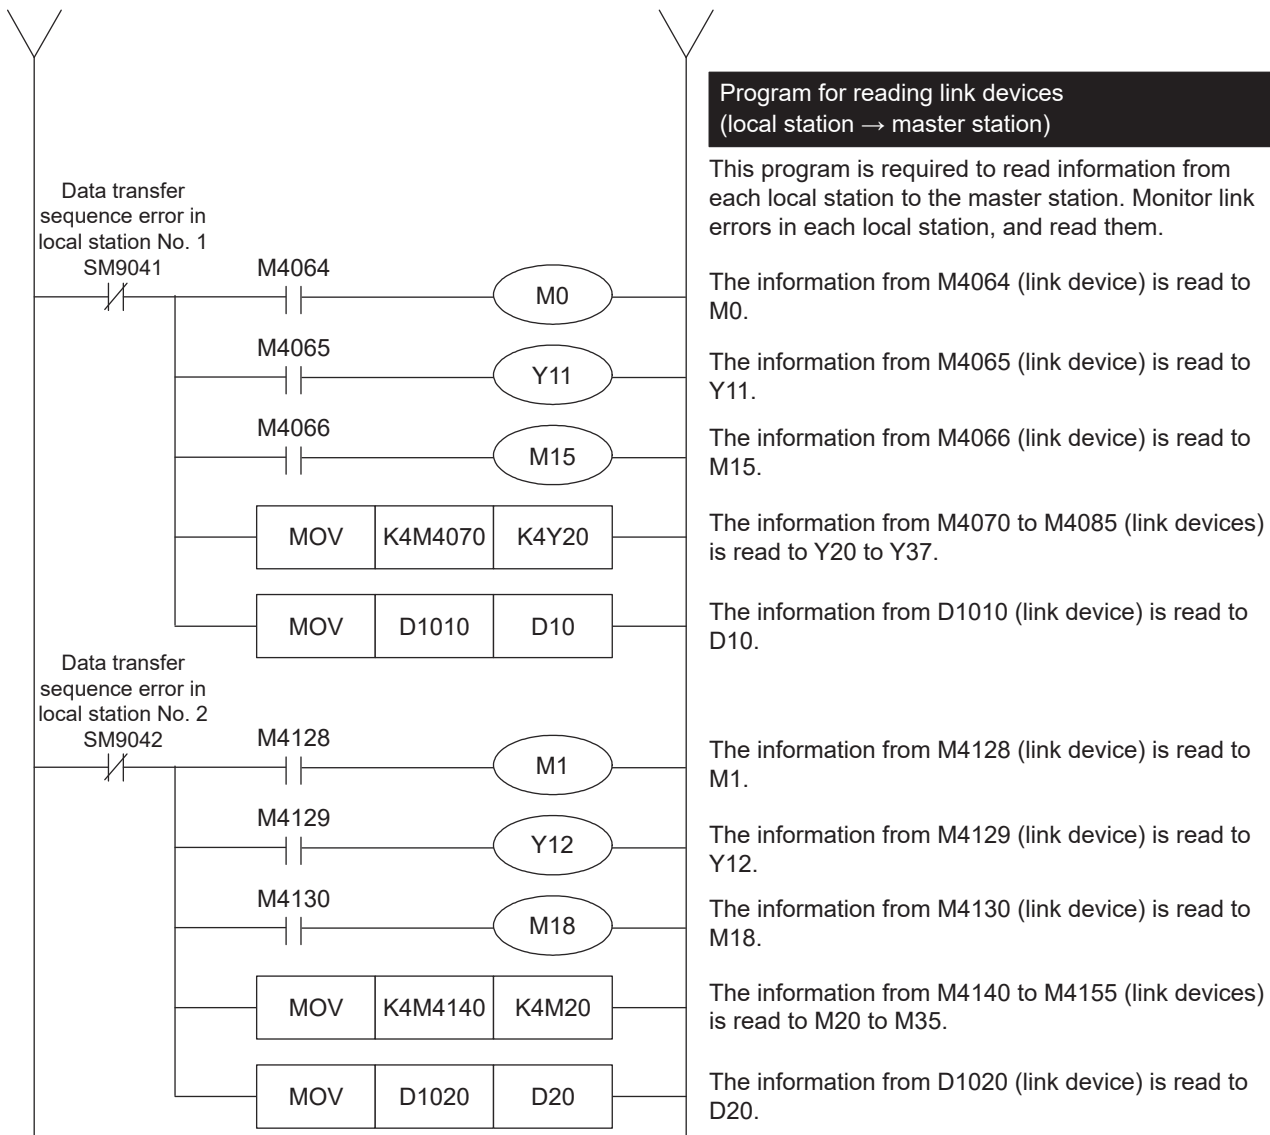 Program for reading link devices
(local station → master station)
This program is required to read information from
each local station to the master station. Monitor link
errors in each local station, and read them.
Data transfer
sequence error in
local station No. 1
SM9041
M4064
M0
The information from M4064 (link device) is read to
M0.
M4065
Y11
The information from M4065 (link device) is read to
Y11.
M4066
M15
The information from M4066 (link device) is read to
M15.
MOV K4M4070 K4Y20
The information from M4070 to M4085 (link devices)
is read to Y20 to Y37.
MOV D1010 D10
The information from D1010 (link device) is read to
D10.
Data transfer
sequence error in
local station No. 2
SM9042
M4128
M1
The information from M4128 (link device) is read to
M1.
M4129
Y12
The information from M4129 (link device) is read to
Y12.
M4130
M18
The information from M4130 (link device) is read to
M18.
MOV K4M4140 K4M20
The information from M4140 to M4155 (link devices)
is read to M20 to M35.
MOV D1020 D20
The information from D1020 (link device) is read to
D20.